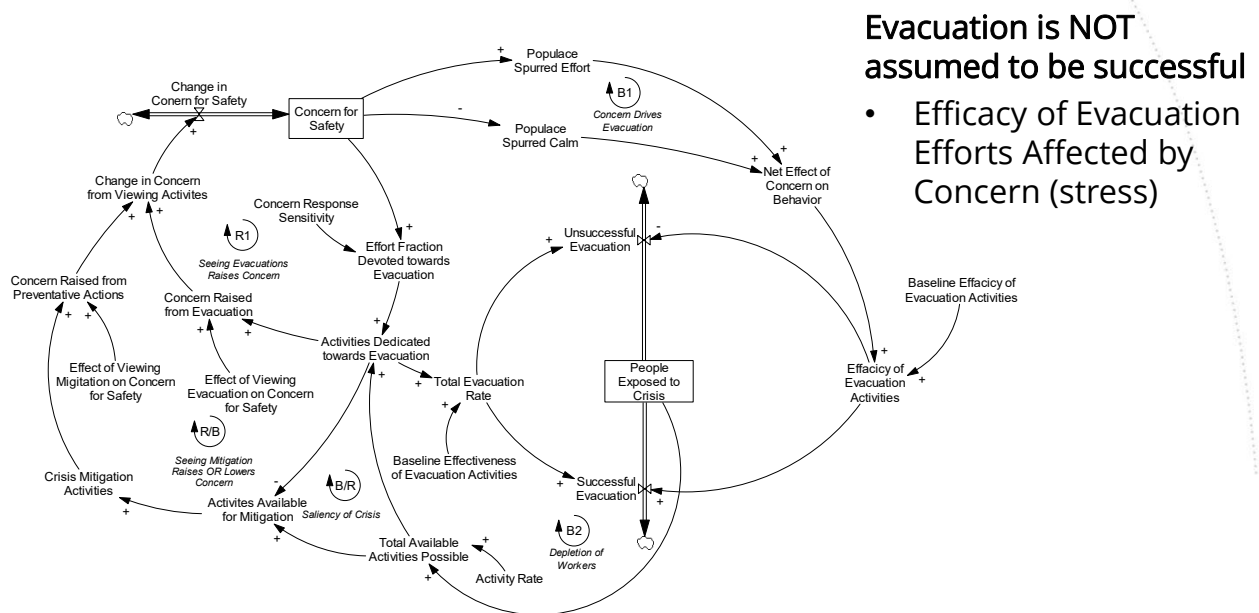 Evacuation is NOT
assumed to be successful
• Efficacy of Evacuation
Efforts Affected by
Concern (stress)
Change in
Conern for Safety
+
Concern for
Safety
+
Populace
Spurred Effort
B1
Concern Drives
Evacuation
-
Populace
Spurred Calm
+
+
Net Effect of
Concern on
Behavior
Change in Concern
from Viewing Activites
+
+
Concern Response
Sensitivity
R1
Seeing Evacuations
Raises Concern
+
Effort Fraction
Devoted towards
Evacuation
+
Unsuccessful
Evacuation
-
Concern Raised from
Preventative Actions
+
+
Concern Raised
from Evacuation
+
+
+
Activities Dedicated
towards Evacuation
+
Baseline Effiacacy of
Evacuation Activities
Effect of Viewing
Migitation on Concern
for Safety
Effect of Viewing
Evacuation on Concern
for Safety
+
Total Evacuation
Rate
+
People
Exposed to
Crisis
+
Effiacicy of
Evacuation
Activities
+
R/B
Seeing Mitigation
Raises OR Lowers
Concern
Baseline Effectiveness
of Evacuation Activities
Crisis Mitigation
Activities
+
-
Activites Available
for Mitigation
+
B/R
Saliency of Crisis
+
Successful
Evacuation
+
B2
Depletion of
Workers
Total Available
Activities Possible
+
+
Activity Rate